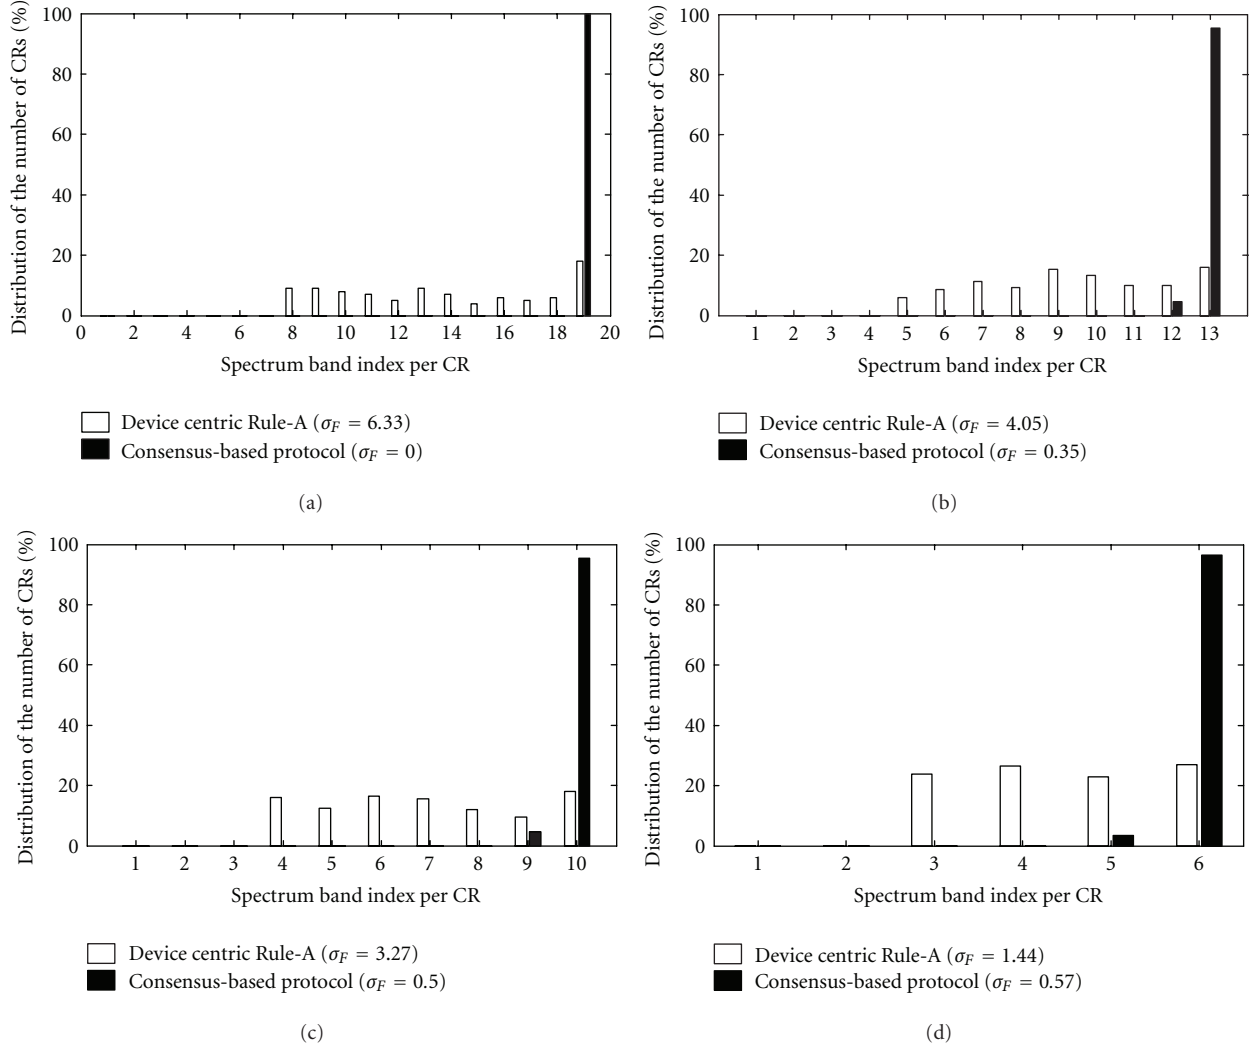 Distribution of the number of CRs (%)
100
80
60
40
20
0
0 2 4 6 8 10 12 14 16 18 20
Spectrum band index per CR
Device centric Rule-A (σF = 6.33)
Consensus-based protocol (σF = 0)
(a)
Distribution of the number of CRs (%)
100
80
60
40
20
0
1 2 3 4 5 6 7 8 9 10 11 12 13
Spectrum band index per CR
Device centric Rule-A (σF = 4.05)
Consensus-based protocol (σF = 0.35)
(b)
Distribution of the number of CRs (%)
100
80
60
40
20
0
1 2 3 4 5 6 7 8 9 10
Spectrum band index per CR
Device centric Rule-A (σF = 3.27)
Consensus-based protocol (σF = 0.5)
(c)
Distribution of the number of CRs (%)
100
80
60
40
20
0
1 2 3 4 5 6
Spectrum band index per CR
Device centric Rule-A (σF = 1.44)
Consensus-based protocol (σF = 0.57)
(d)